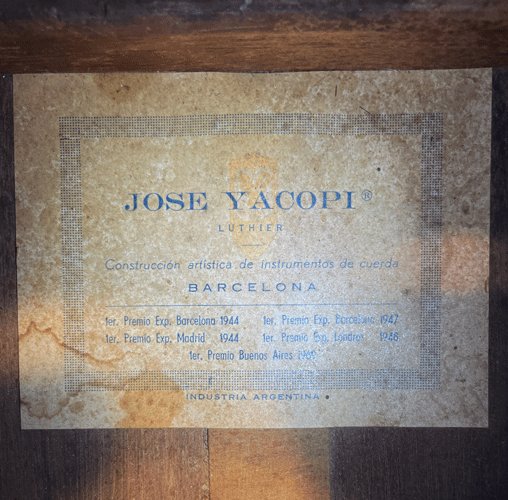 JOSE YACOPI®
LUTHIER
Construccion artística de instrumentos de cuerda
BARCELONA
1er. Premio Exp. Barcelona 1944 1er. Premio Exp. Barcelona 1947
1er. Premio Exp. Madrid 1944 1er. Premio Exp. Londres 1948
1er. Premio Buenos Aires
INDUSTRIA ARGENTINA